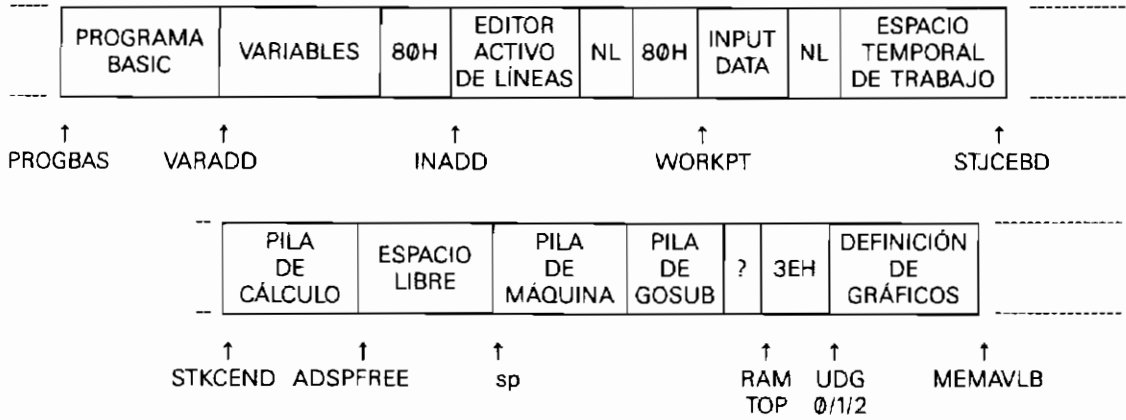 PROGRAMA
BASIC
VARIABLES
80H
EDITOR
ACTIVO
DE LÍNEAS
NL
80H
INPUT
DATA
NL
ESPACIO
TEMPORAL
DE TRABAJO
↑ ↑ ↑ ↑ ↑
PROGBAS VARADD INADD WORKPT STJCEBD
PILA
DE
CÁLCULO
ESPACIO
LIBRE
PILA
DE
MÁQUINA
PILA
DE
GOSUB
?
3EH
DEFINICIÓN
DE
GRÁFICOS
↑ ↑ ↑ ↑ ↑ ↑
STKCEND ADSPFREE sp RAM UDG MEMAVLB
TOP 0/1/2